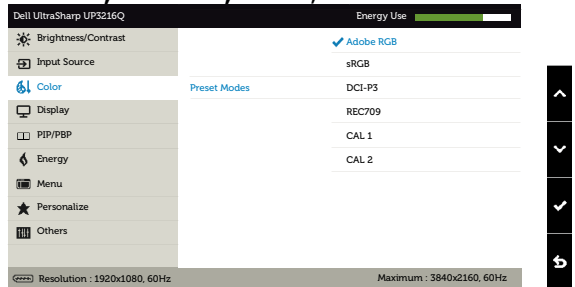 Dell UltraSharp UP3216Q Energy Use
Brightness/Contrast
Input Source
Color
Display
PIP/PBP
Energy
Menu
Personalize
Others
Preset Modes
Adobe RGB
sRGB
DCI-P3
REC709
CAL 1
CAL 2
Resolution : 1920x1080, 60Hz Maximum : 3840x2160, 60Hz